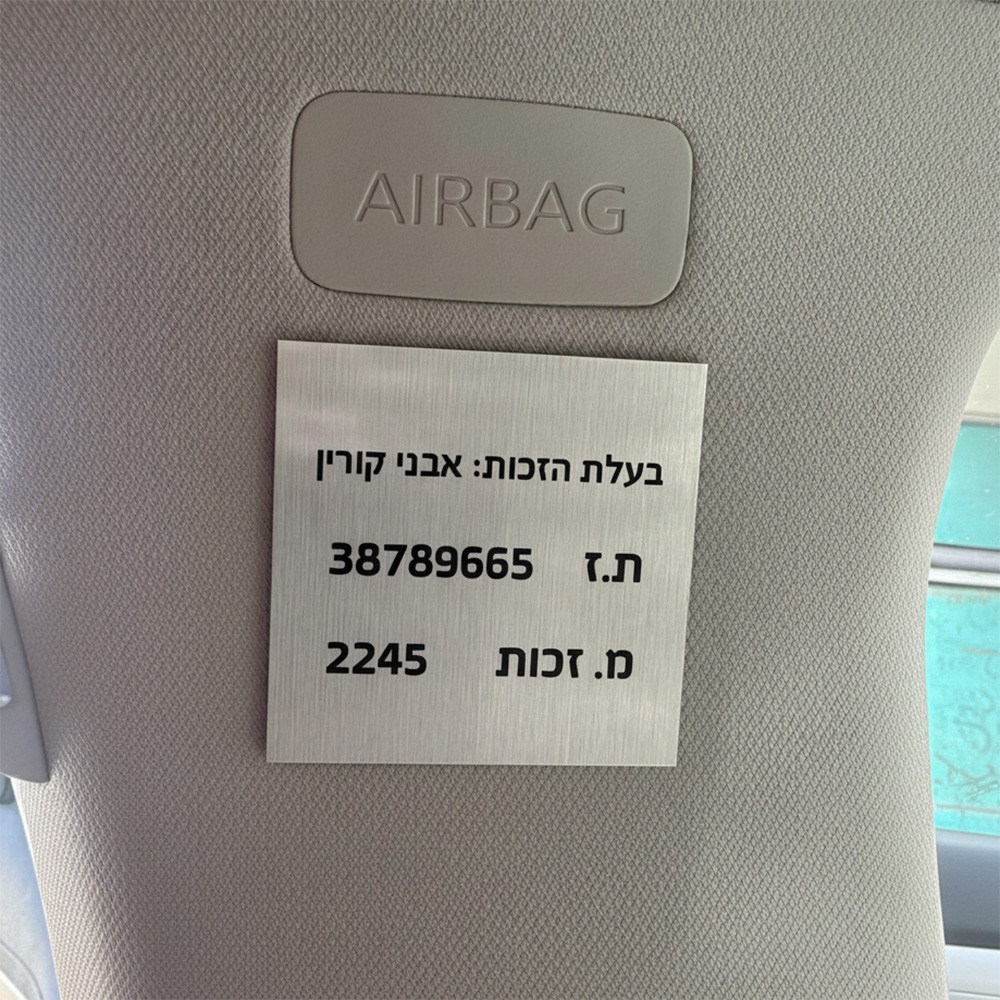 AIRBAG
בעלת הזכות: אבני קורין
ת.ז 38789665
מ. זכות 2245